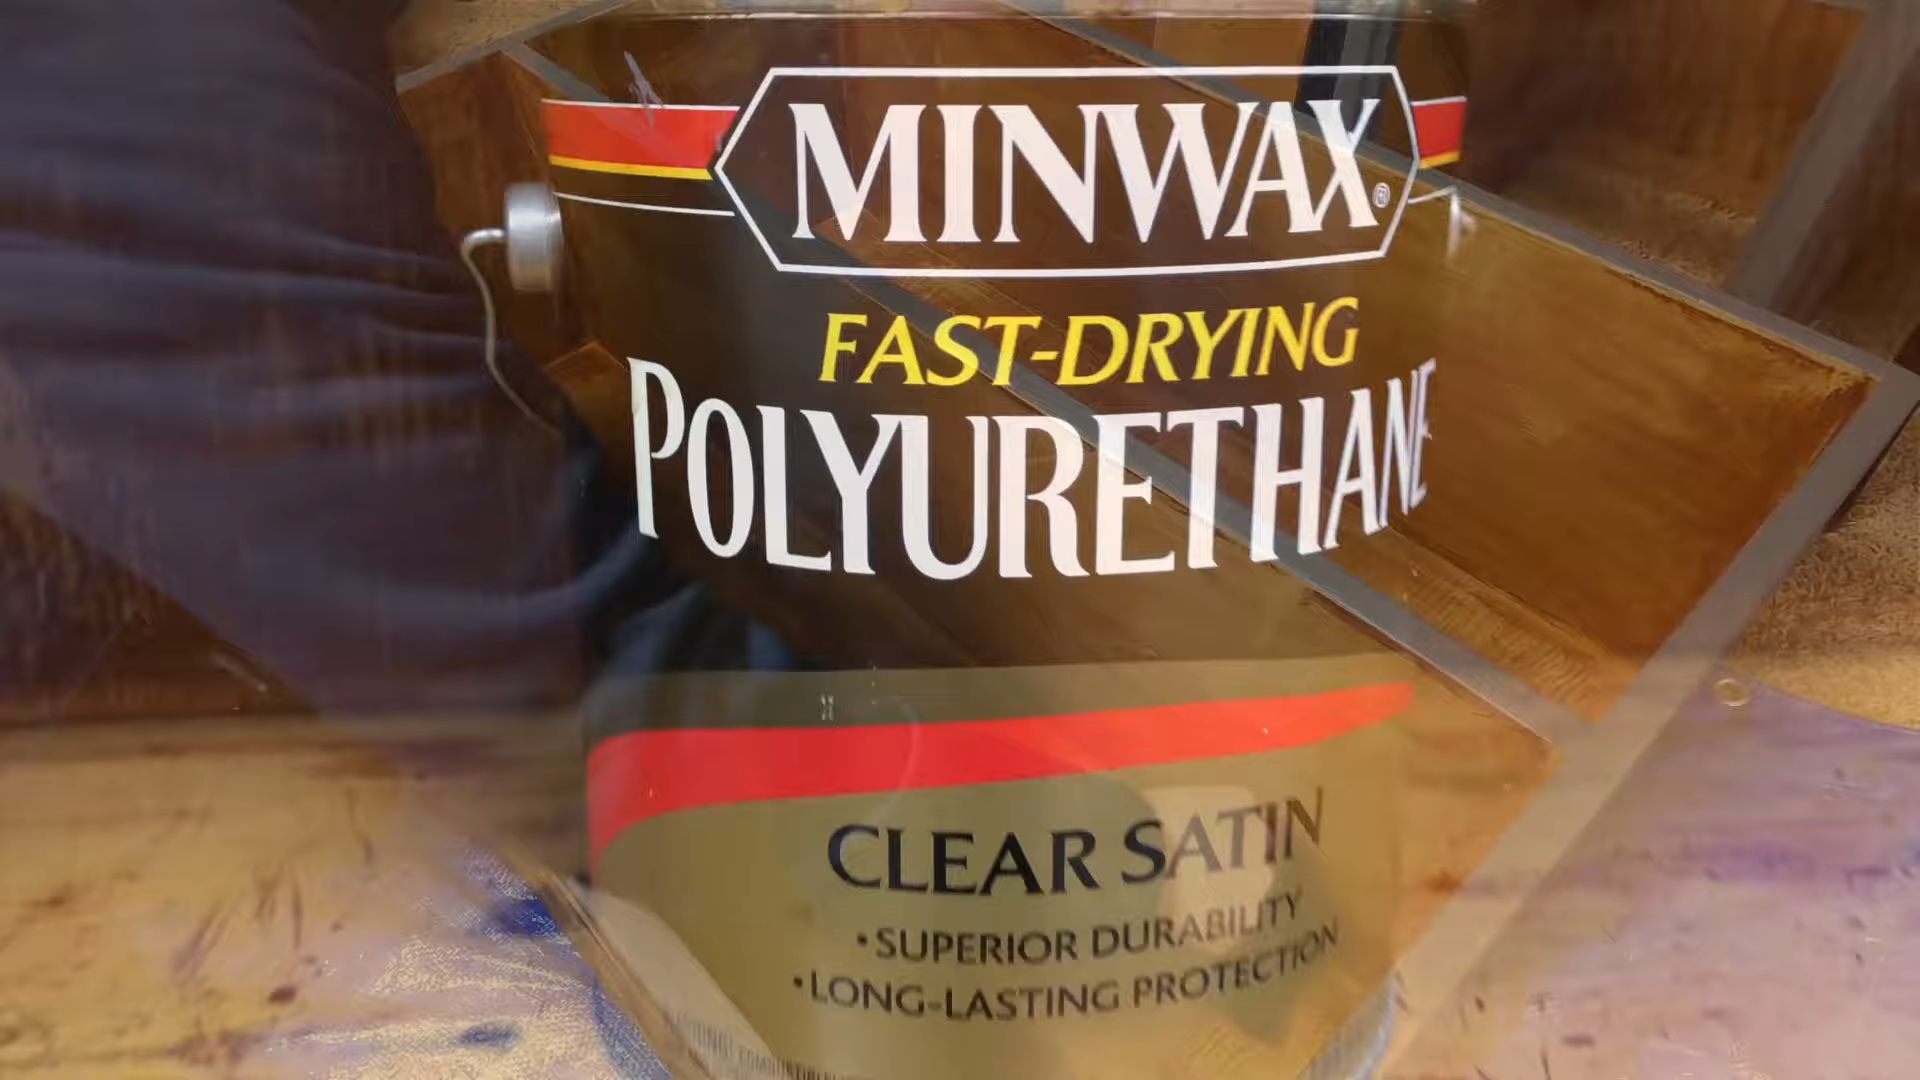 MINWAX®
FAST-DRYING
POLYURETHANE
CLEAR SATIN
• SUPERIOR DURABILITY
• LONG-LASTING PROTECTION